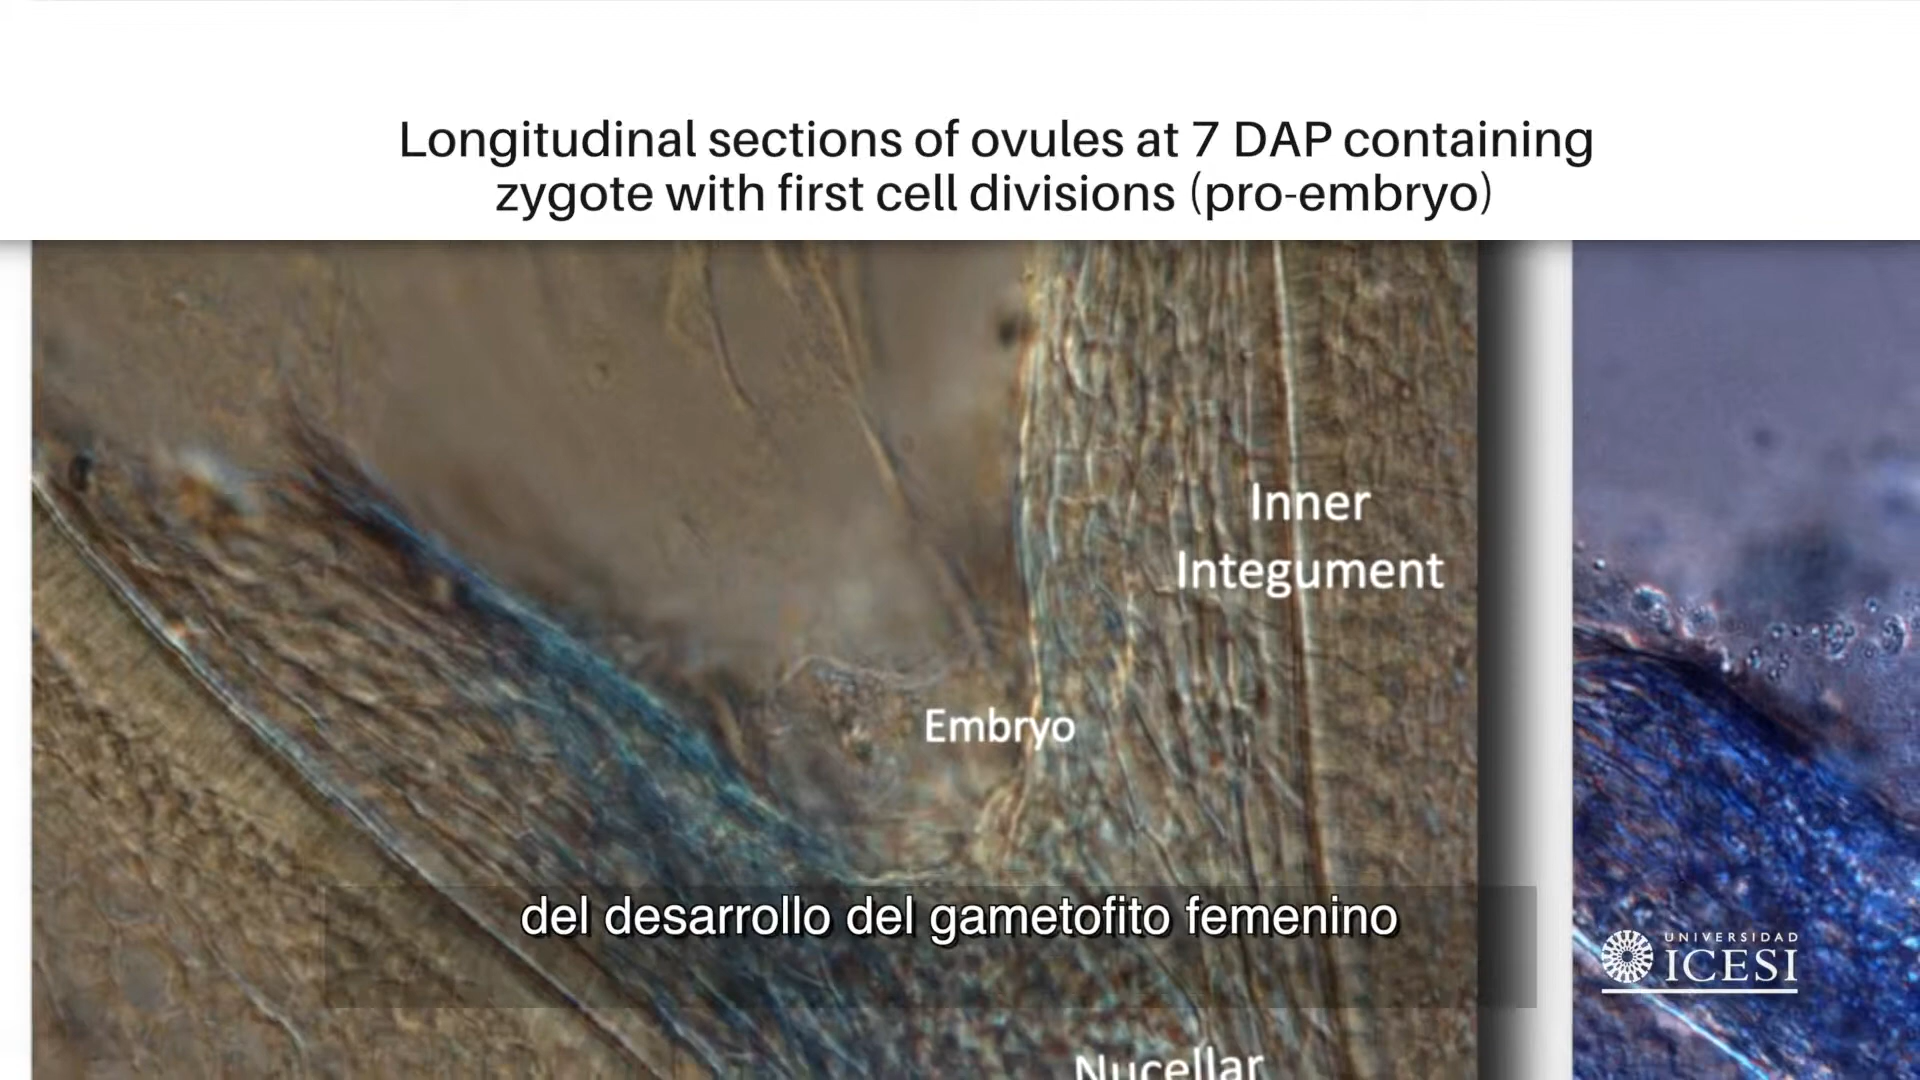 Longitudinal sections of ovules at 7 DAP containing
zygote with first cell divisions (pro-embryo)
Inner
Integument
Embryo
del desarrollo del gametofito femenino
UNIVERSIDAD
ICESI
Nucellar